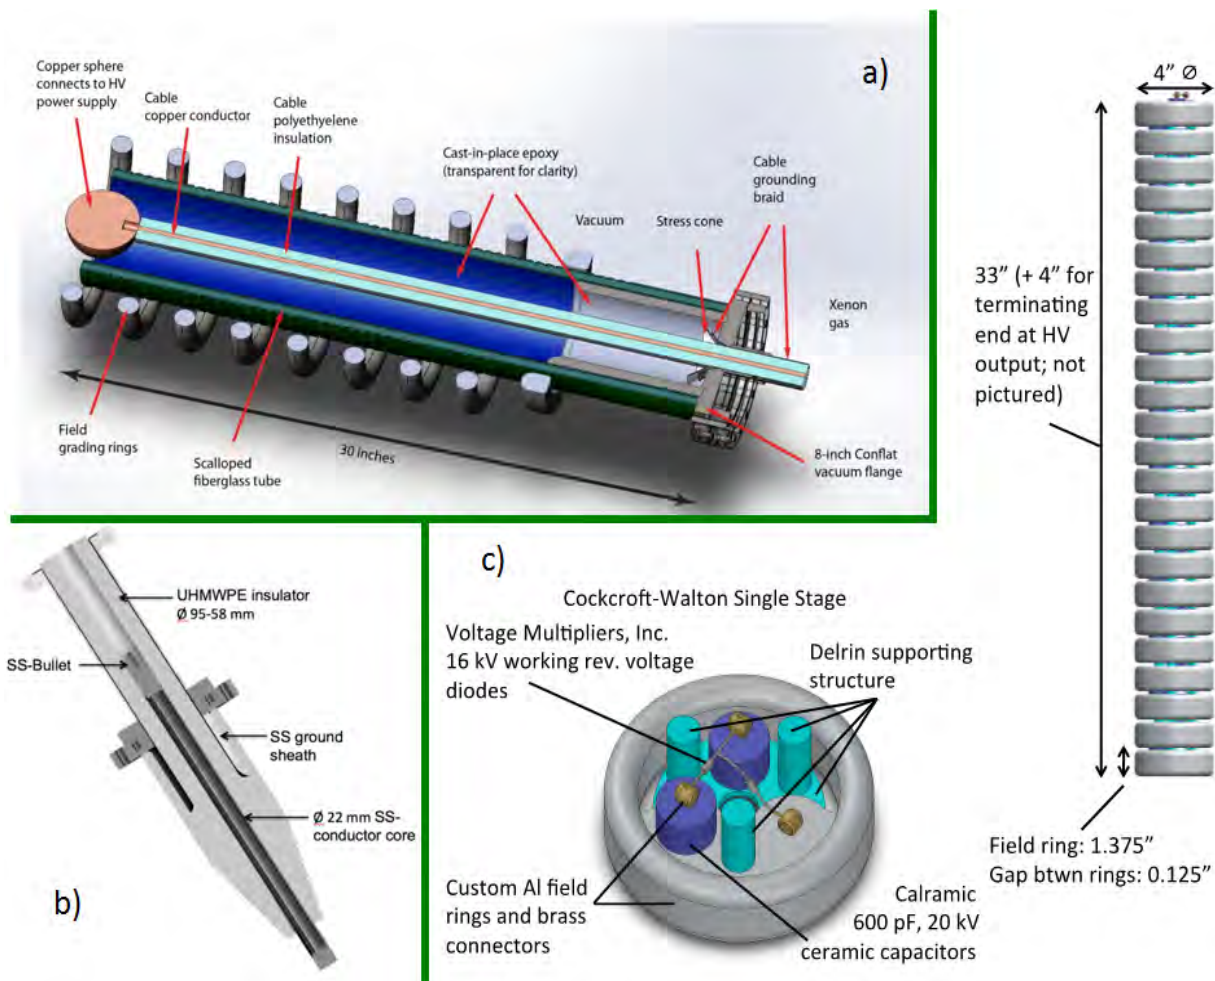 a)
Copper sphere
connects to HV
power supply
Cable
copper conductor
Cable
polyethyelene
insulation
Cast-in-place epoxy
(transparent for clarity)
Vacuum
Stress cone
Cable
grounding
braid
Xenon
gas
Field
grading rings
Scalloped
fiberglass tube
30 inches
8-inch Conflat
vacuum flange
4” Ø
33” (+ 4” for
terminating
end at HV
output; not
pictured)
Field ring: 1.375”
Gap btwn rings: 0.125”
b)
UHMWPE insulator
Ø 95-58 mm
SS-Bullet
SS ground
sheath
Ø 22 mm SS-
conductor core
c)
Cockcroft-Walton Single Stage
Voltage Multipliers, Inc.
16 kV working rev. voltage
diodes
Delrin supporting
structure
Custom Al field
rings and brass
connectors
Calramic
600 pF, 20 kV
ceramic capacitors